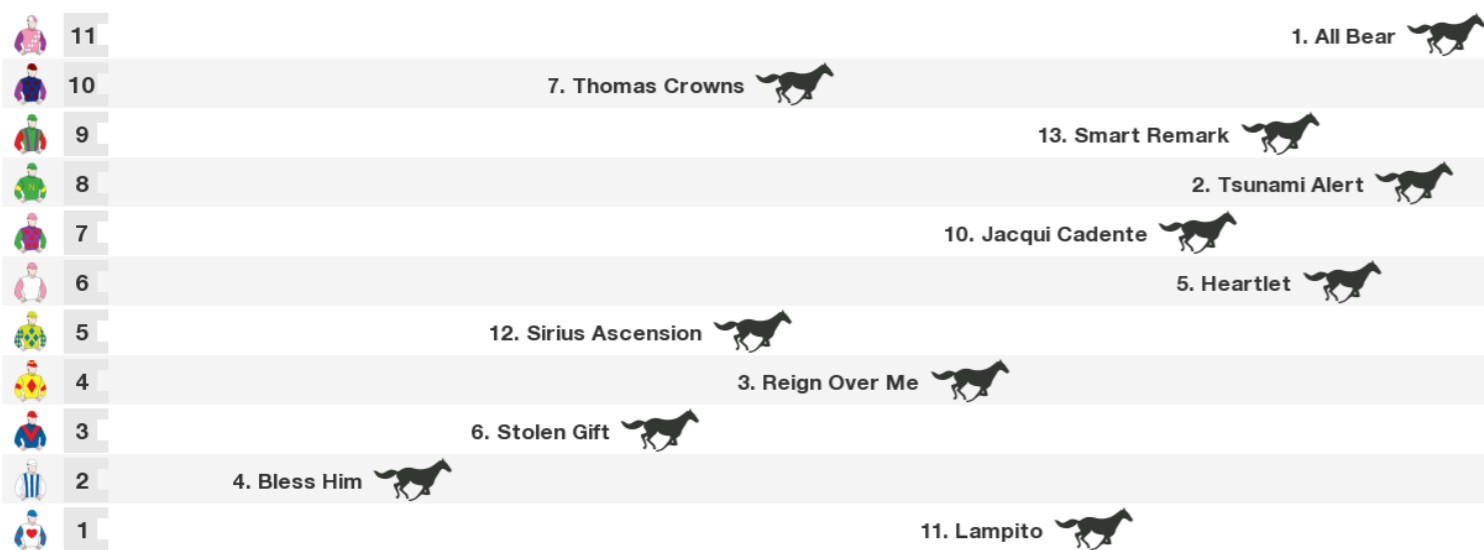 11 1. All Bear
10 7. Thomas Crowns
9 13. Smart Remark
N
8 2. Tsunami Alert
7 10. Jacqui Cadente
6 5. Heartlet
5 12. Sirius Ascension
4 3. Reign Over Me
3 6. Stolen Gift
2 4. Bless Him
1 11. Lampito